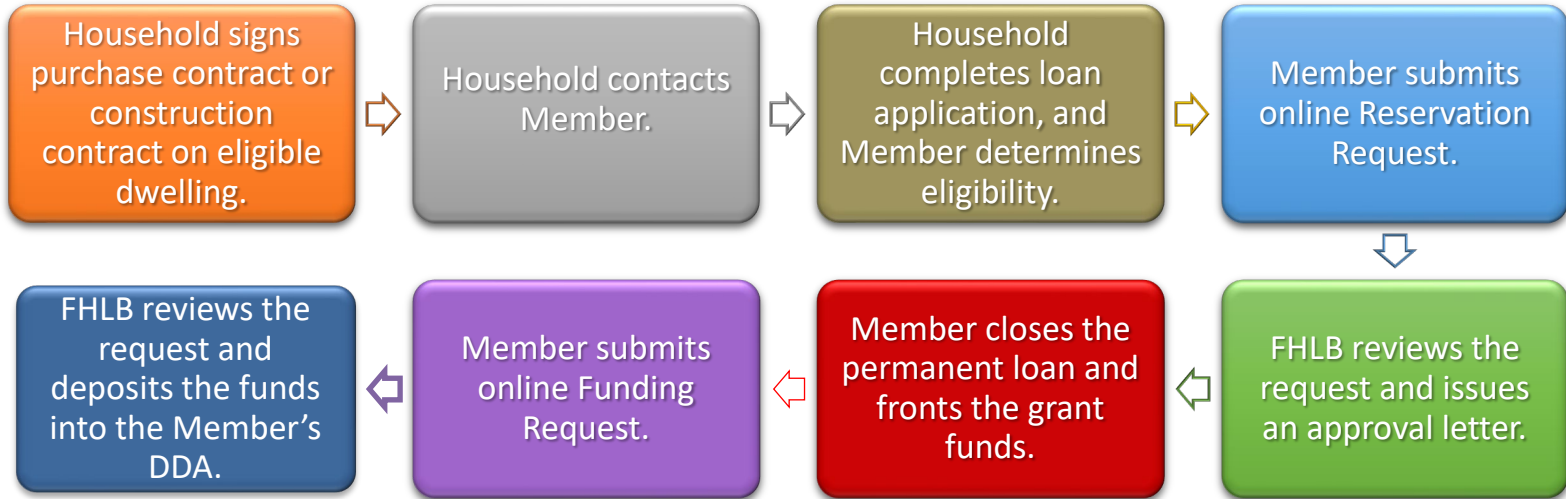 Household signs
purchase contract or
construction
contract on eligible
dwelling.
Household contacts
Member.
Household
completes loan
application, and
Member determines
eligibility.
Member submits
online Reservation
Request.
FHLB reviews the
request and issues
an approval letter.
Member closes the
permanent loan and
fronts the grant
funds.
Member submits
online Funding
Request.
FHLB reviews the
request and
deposits the funds
into the Member’s
DDA.